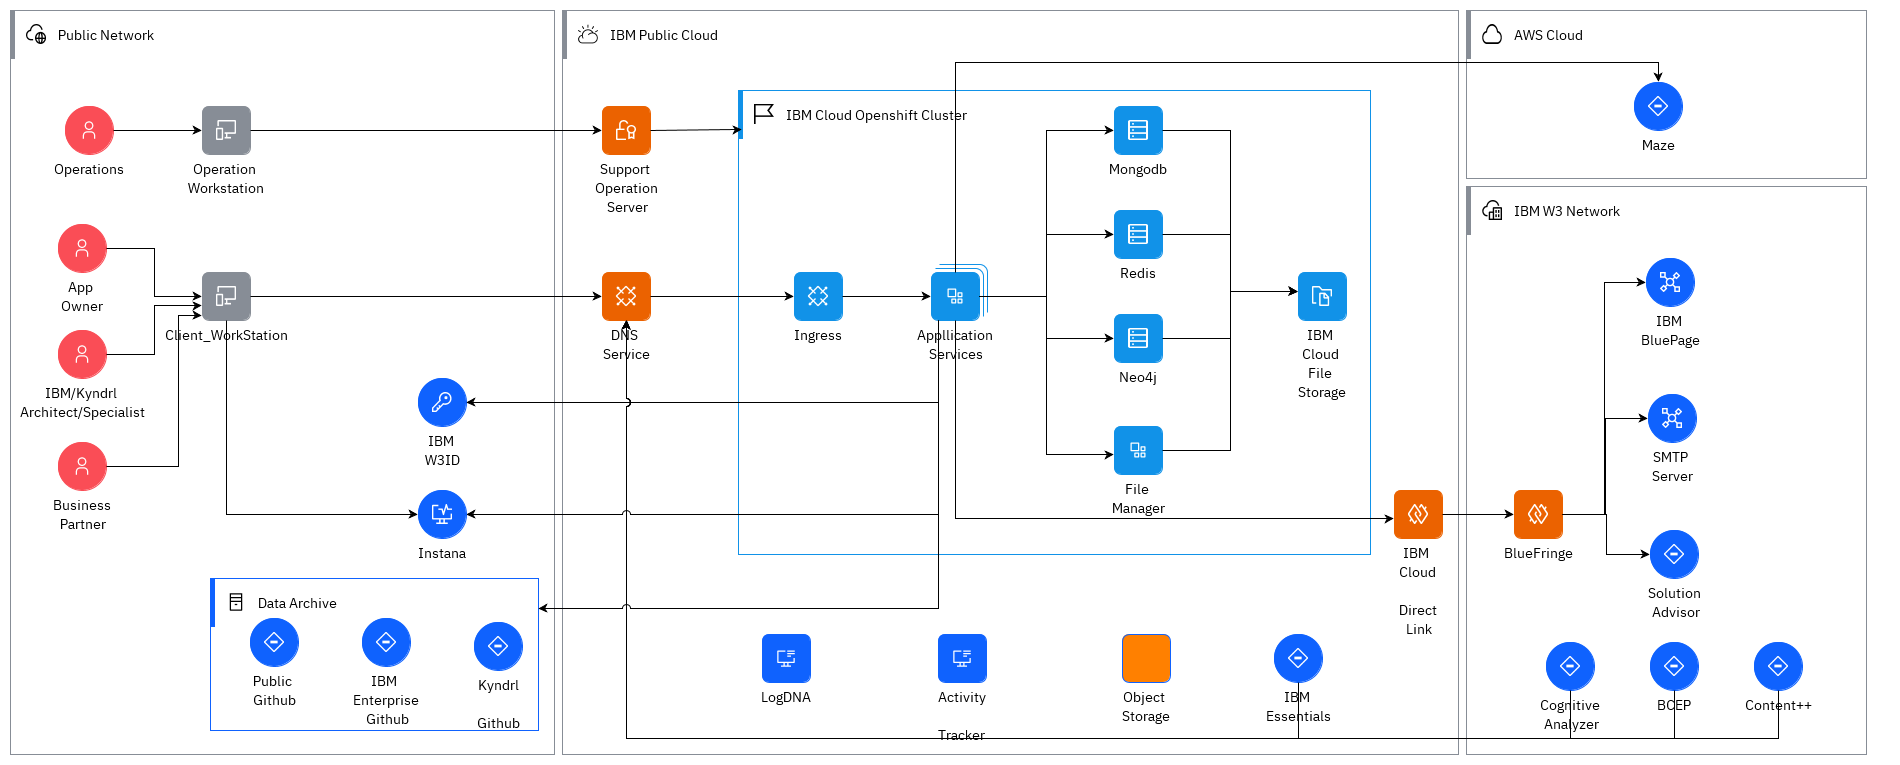 Public Network
Operations
Operation
Workstation
App
Owner
Client_WorkStation
IBM/Kyndrl
Architect/Specialist
Business
Partner
IBM
W3ID
Instana
Data Archive
Public
Github
IBM
Enterprise
Github
Kyndrl
Github
IBM Public Cloud
Support
Operation
Server
DNS
Service
IBM Cloud Openshift Cluster
Ingress
Appllication
Services
Mongodb
Redis
Neo4j
File
Manager
IBM
Cloud
File
Storage
IBM
Cloud
Direct
Link
LogDNA
Activity
Tracker
Object
Storage
IBM
Essentials
AWS Cloud
Maze
IBM W3 Network
IBM
BluePage
SMTP
Server
BlueFringe
Solution
Advisor
Cognitive
Analyzer
BCEP
Content++